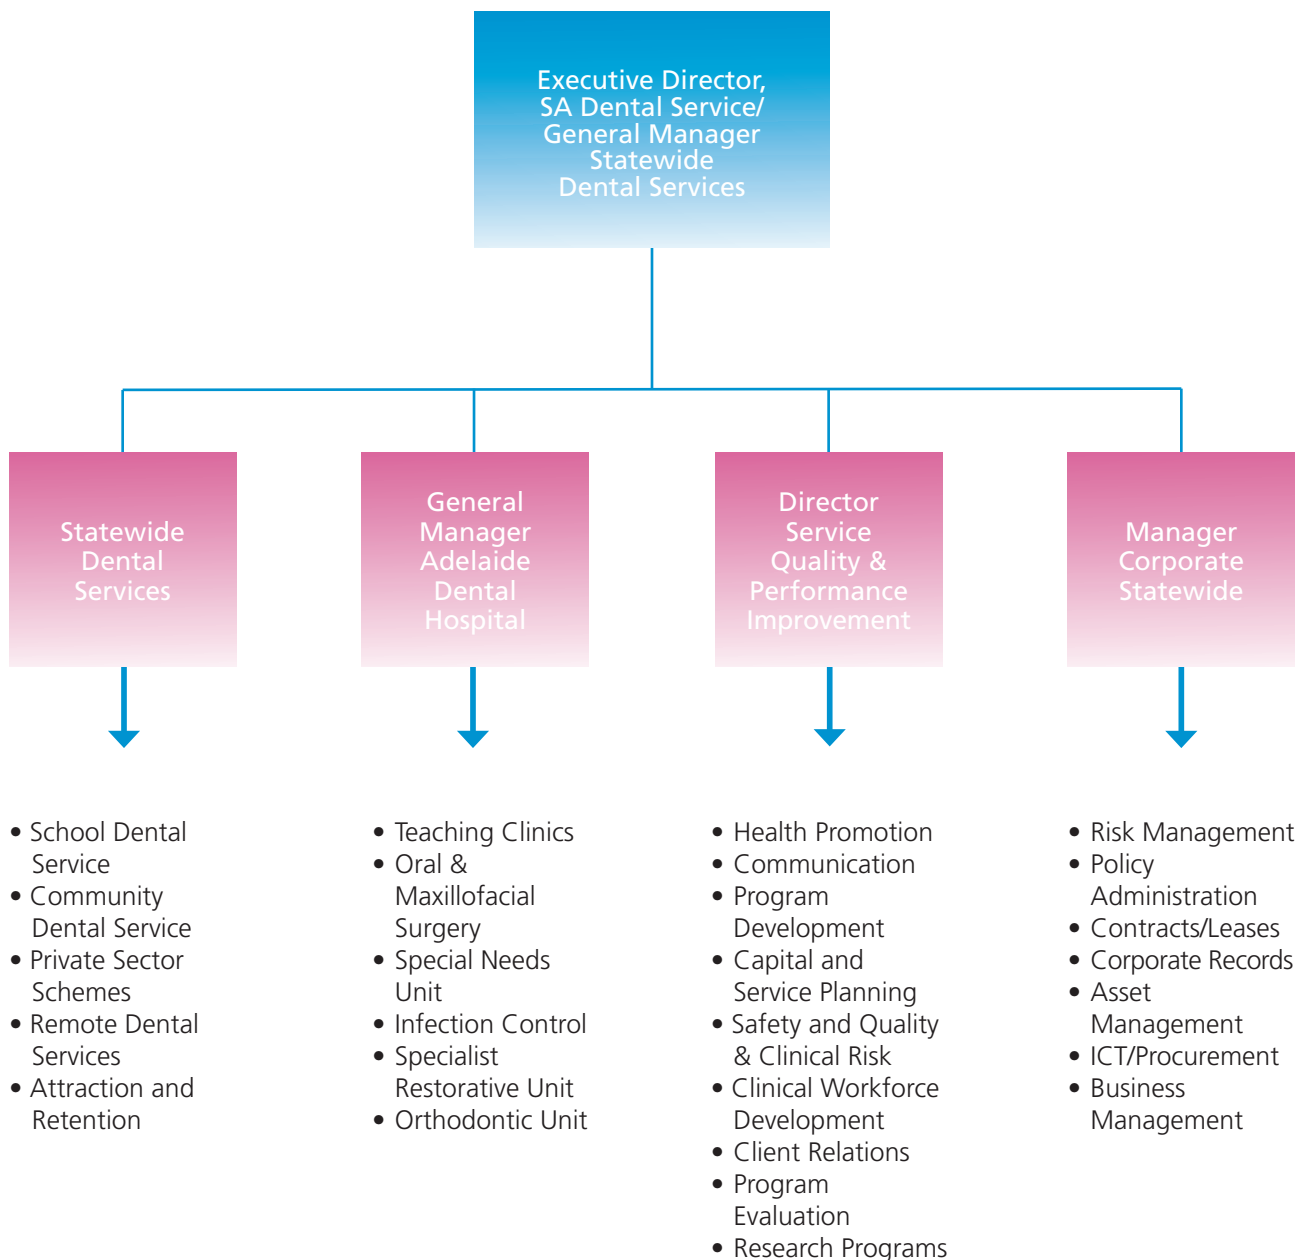 Executive Director,
SA Dental Service/
General Manager
Statewide
Dental Services
Statewide
Dental
Services
General
Manager
Adelaide
Dental
Hospital
Director
Service
Quality &
Performance
Improvement
Manager
Corporate
Statewide
• School Dental
Service
• Community
Dental Service
• Private Sector
Schemes
• Remote Dental
Services
• Attraction and
Retention
• Teaching Clinics
• Oral &
Maxillofacial
Surgery
• Special Needs
Unit
• Infection Control
• Specialist
Restorative Unit
• Orthodontic Unit
• Health Promotion
• Communication
• Program
Development
• Capital and
Service Planning
• Safety and Quality
& Clinical Risk
• Clinical Workforce
Development
• Client Relations
• Program
Evaluation
• Research Programs
• Risk Management
• Policy
Administration
• Contracts/Leases
• Corporate Records
• Asset
Management
• ICT/Procurement
• Business
Management